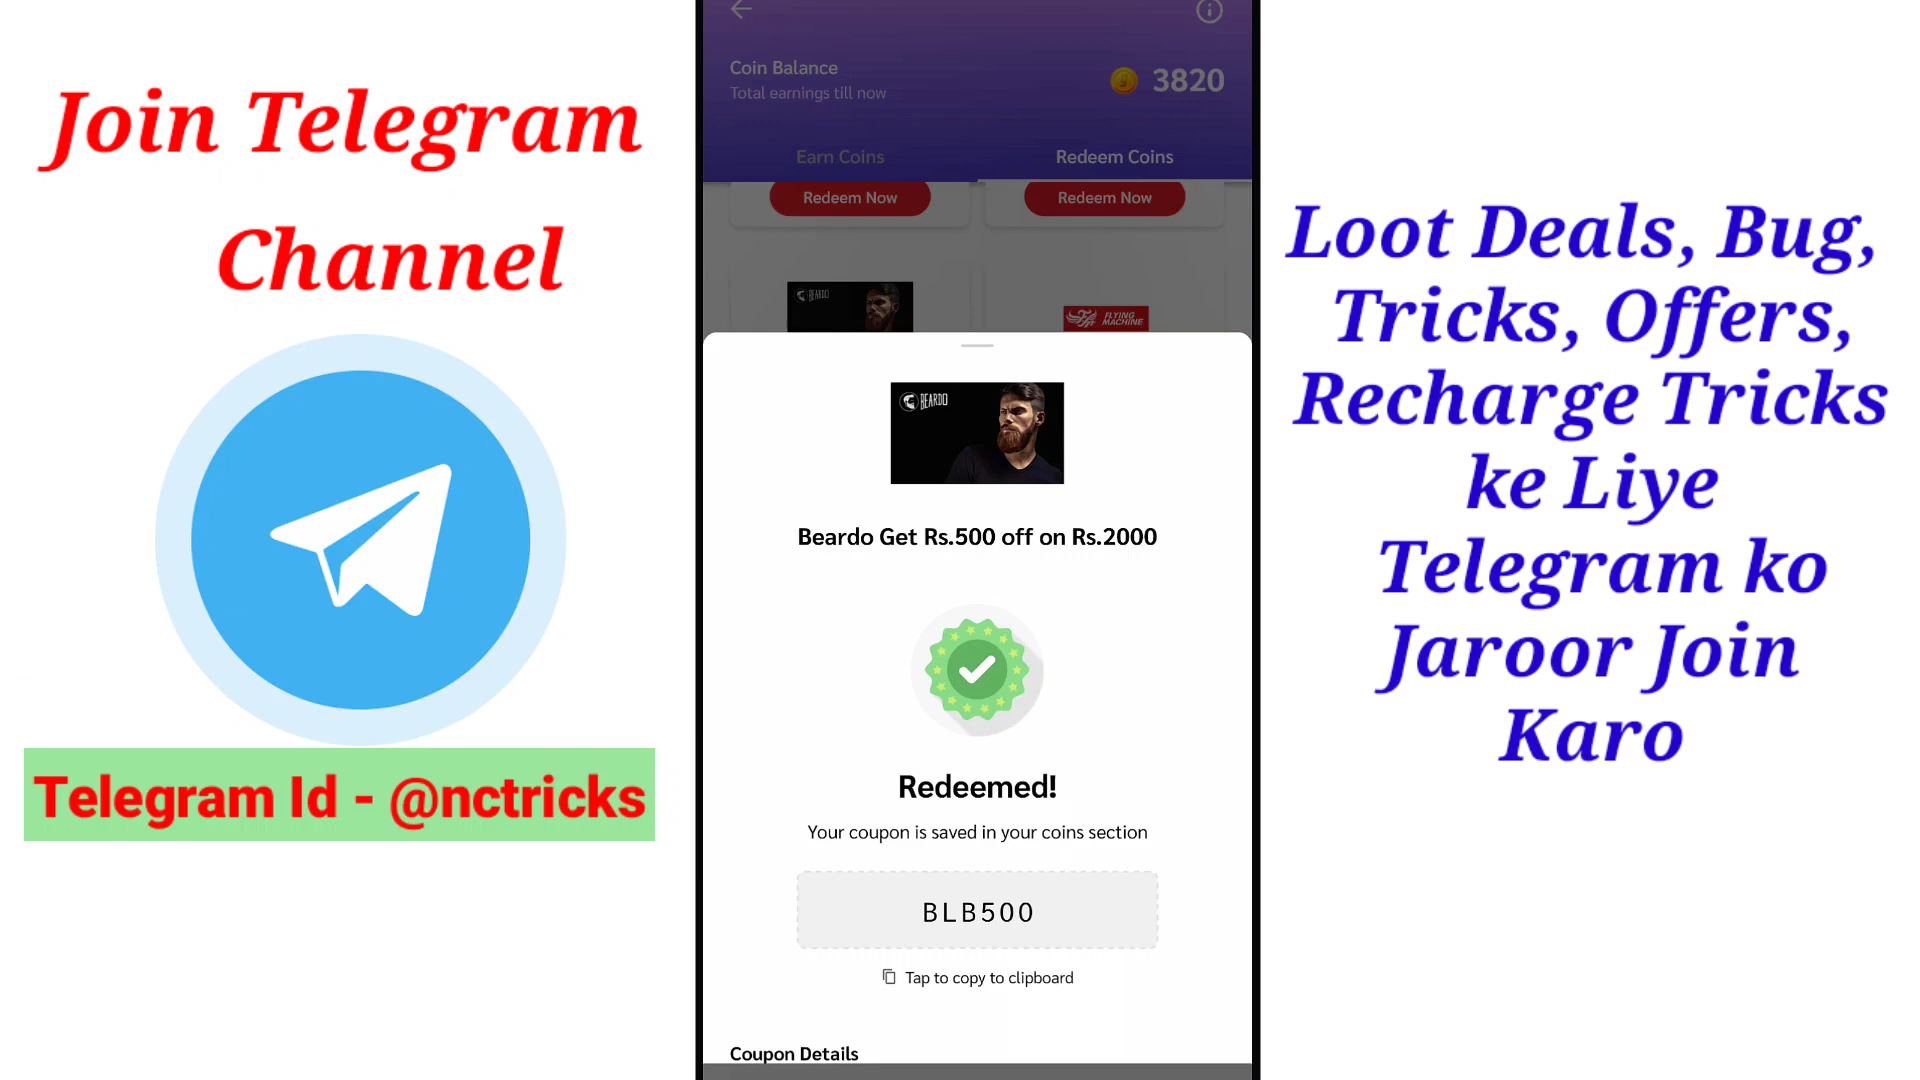 Join Telegram
Channel
Telegram Id - @nctricks
Coin Balance
Total earnings till now
3820
Earn Coins
Redeem Coins
Redeem Now
Redeem Now
BEARDO
FLYING
MACHINE
BEARDO
Beardo Get Rs.500 off on Rs.2000
Redeemed!
Your coupon is saved in your coins section
BLB500
Tap to copy to clipboard
Coupon Details
Loot Deals, Bug,
Tricks, Offers,
Recharge Tricks
ke Liye
Telegram ko
Jaroor Join
Karo